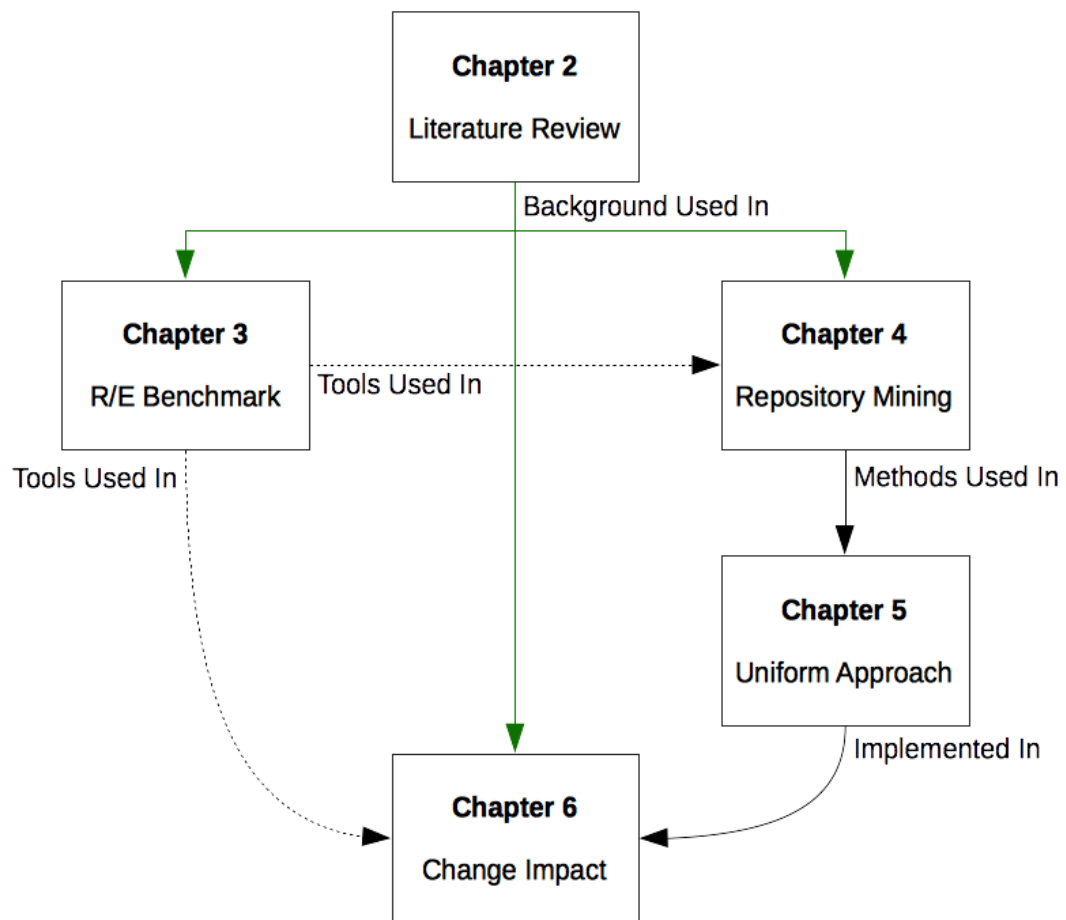 Chapter 2
Literature Review
Background Used In
Chapter 3
R/E Benchmark
Chapter 4
Repository Mining
Tools Used In
Tools Used In
Methods Used In
Chapter 5
Uniform Approach
Implemented In
Chapter 6
Change Impact